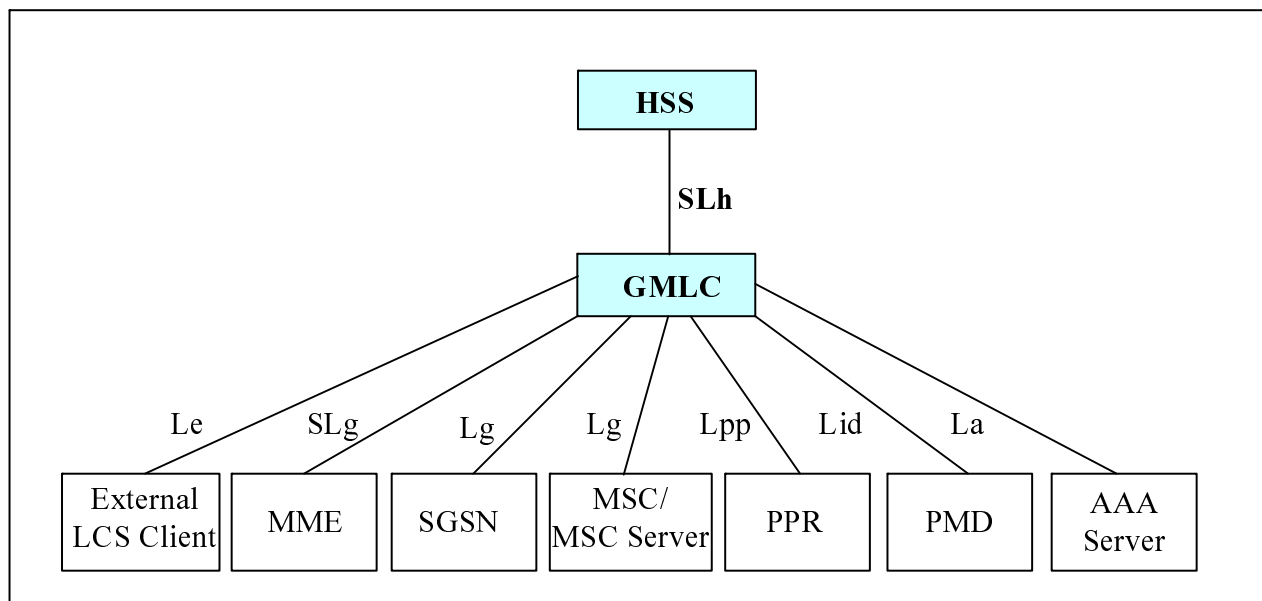 HSS
SLh
GMLC
Le
SLg
Lg
Lg
Lpp
Lid
La
External
LCS Client
MME
SGSN
MSC/
MSC Server
PPR
PMD
AAA
Server